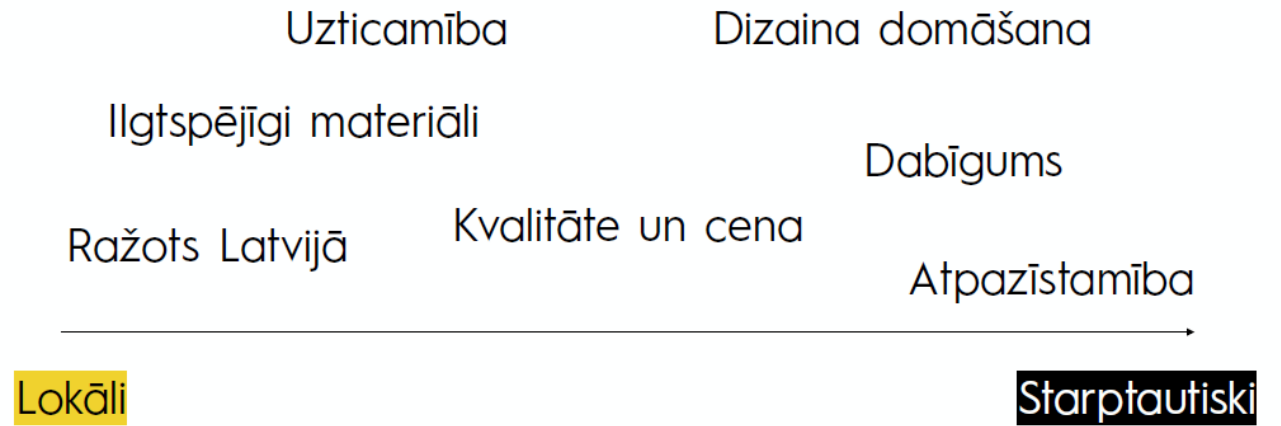 Uzticamība
Dizaina domāšana
Ilgtspējīgi materiāli
Dabīgums
Kvalitāte un cena
Ražots Latvijā
Atpazīstamība
Lokāli
Starptautiski